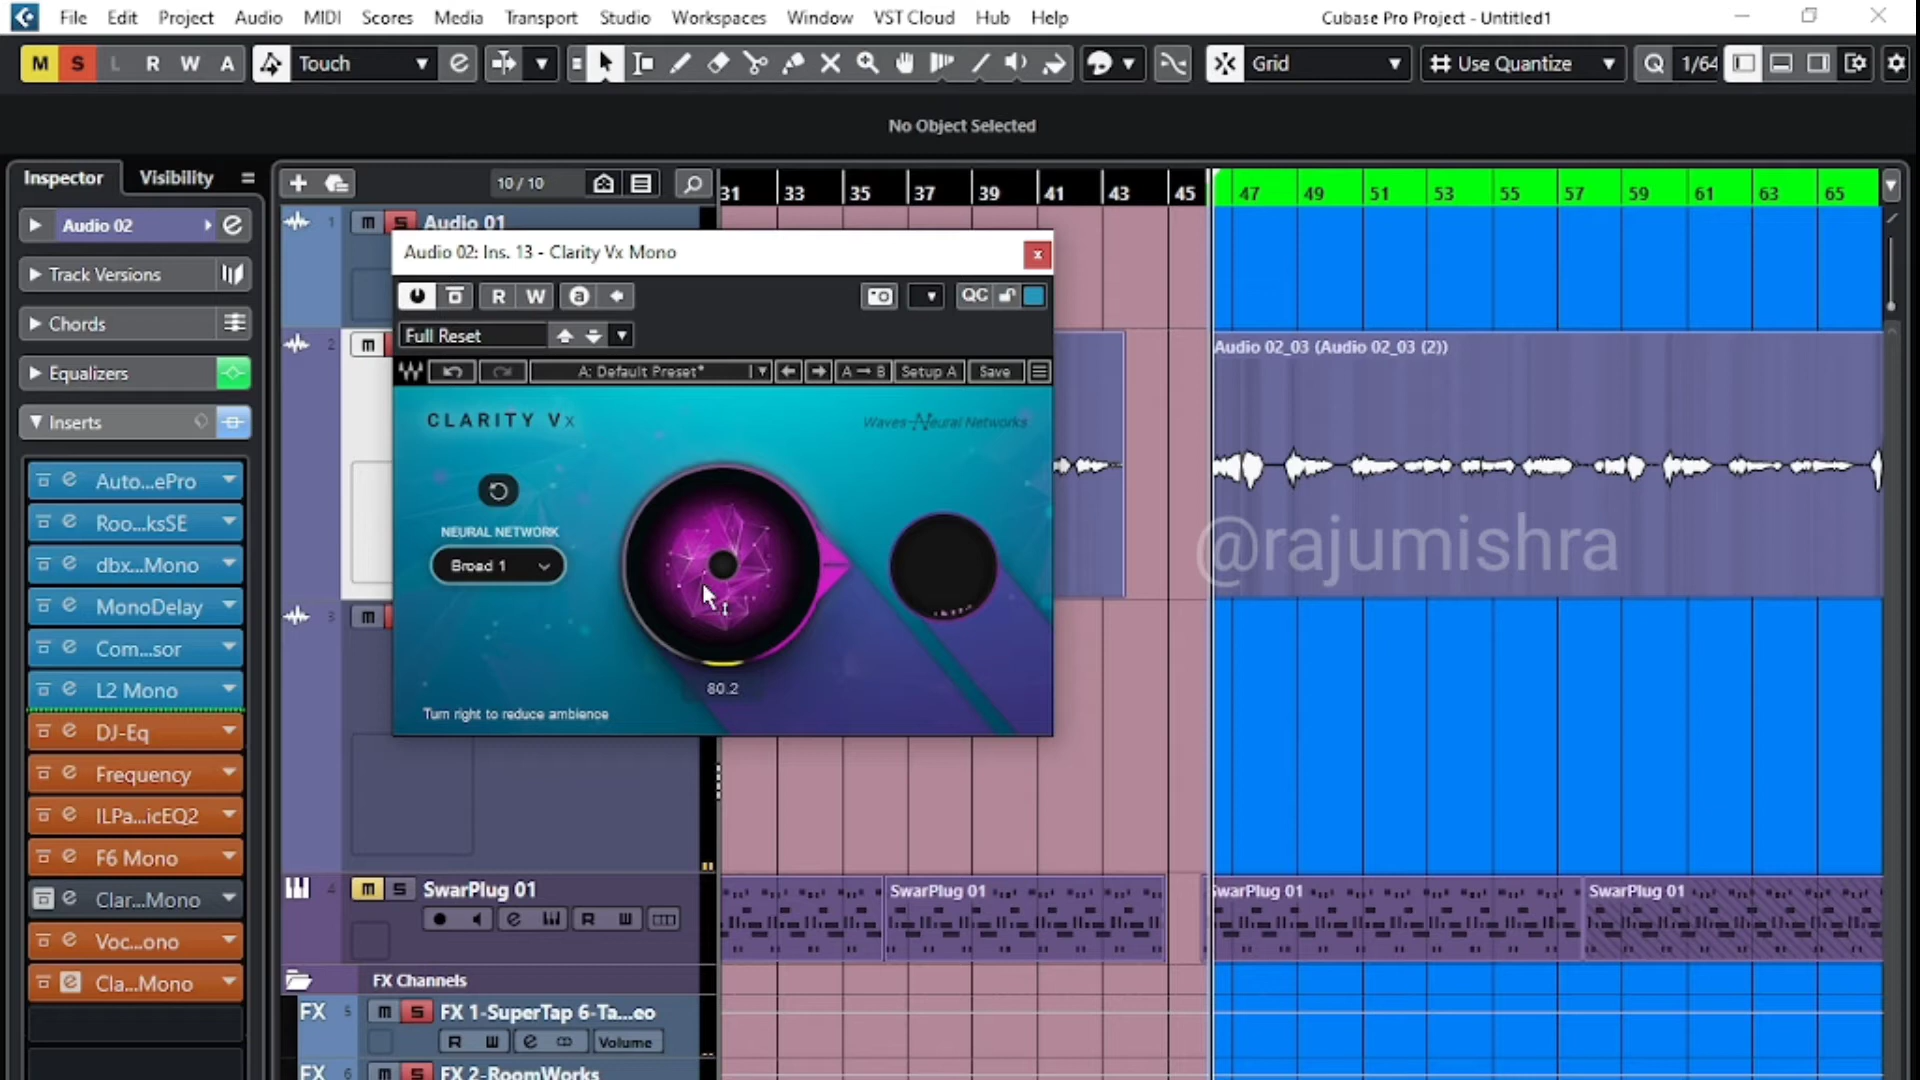 File Edit Project Audio MIDI Scores Media Transport Studio Workspaces Window VST Cloud Hub Help
Cubase Pro Project - Untitled1
M S L R W A Touch
Grid
Use Quantize
Q 1/64
No Object Selected
Inspector Visibility
10 / 10
31 33 35 37 39 41 43 45 47 49 51 53 55 57 59 61 63 65
Audio 02
Track Versions
Chords
Equalizers
Inserts
Auto...ePro
Roo...ksSE
dbx...Mono
MonoDelay
Com...sor
L2 Mono
DJ-Eq
Frequency
ILPa...icEQ2
F6 Mono
Clar...Mono
Voc...ono
Cla...Mono
1 m S Audio 01
2 m
3 m
Audio 02: Ins. 13 - Clarity Vx Mono
x
R W a QC
Full Reset
A: Default Preset* A → B Setup A Save
CLARITY Vx
Waves Neural Networks
NEURAL NETWORK
Broad 1
80.2
Turn right to reduce ambience
Audio 02_03 (Audio 02_03 (2))
@rajumishra
4 m S SwarPlug 01
R W
SwarPlug 01
SwarPlug 01
SwarPlug 01
FX Channels
FX 5 m S FX 1-SuperTap 6-Ta...eo
R W e Volume
FX 6 m S FX 2-RoomWorks